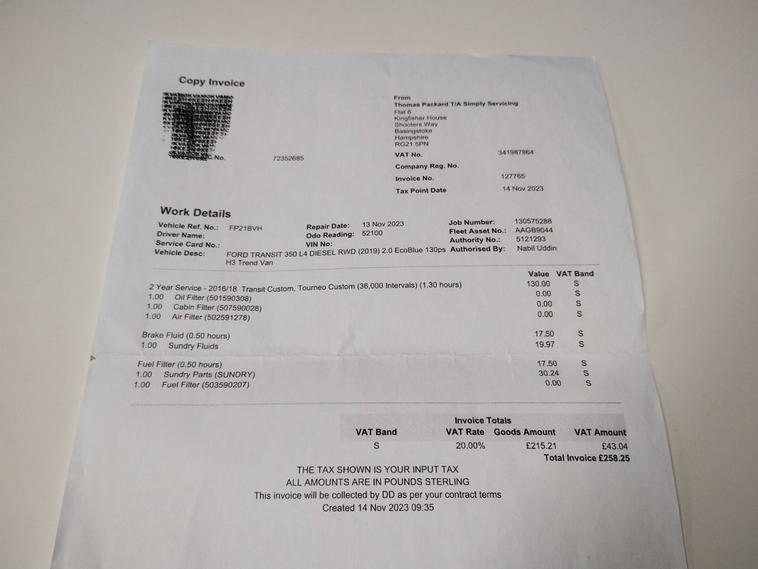 Copy Invoice
From
Thomas Packard T/A Simply Servicing
Flat 6
Kingfisher House
Shooters Way
Basingstoke
Hampshire
RG21 5PN
No. 72352685
VAT No. 341987864
Company Reg. No.
Invoice No. 127765
Tax Point Date 14 Nov 2023
Work Details
Vehicle Ref. No.: FP21BVH Repair Date: 13 Nov 2023 Job Number: 130575288
Driver Name: Odo Reading: 52100 Fleet Asset No.: AAGB9044
Service Card No.: VIN No: Authority No.: 5121293
Vehicle Desc: FORD TRANSIT 350 L4 DIESEL RWD (2019) 2.0 EcoBlue 130ps Authorised By: Nabil Uddin
H3 Trend Van
Value VAT Band
2 Year Service - 2016/18 Transit Custom, Tourneo Custom (36,000 Intervals) (1.30 hours) 130.00 S
1.00 Oil Filter (501590308) 0.00 S
1.00 Cabin Filter (507590028) 0.00 S
1.00 Air Filter (502591278) 0.00 S
Brake Fluid (0.50 hours) 17.50 S
1.00 Sundry Fluids 19.97 S
Fuel Filter (0.50 hours) 17.50 S
1.00 Sundry Parts (SUNDRY) 30.24 S
1.00 Fuel Filter (503590207) 0.00 S
Invoice Totals
VAT Band VAT Rate Goods Amount VAT Amount
S 20.00% £215.21 £43.04
Total Invoice £258.25
THE TAX SHOWN IS YOUR INPUT TAX
ALL AMOUNTS ARE IN POUNDS STERLING
This invoice will be collected by DD as per your contract terms
Created 14 Nov 2023 09:35